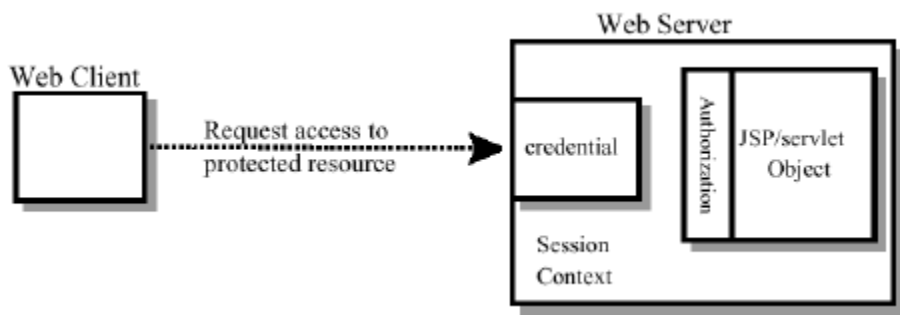 Web Server
Web Client
Request access to
protected resource
credential
Authorization
JSP/servlet
Object
Session
Context